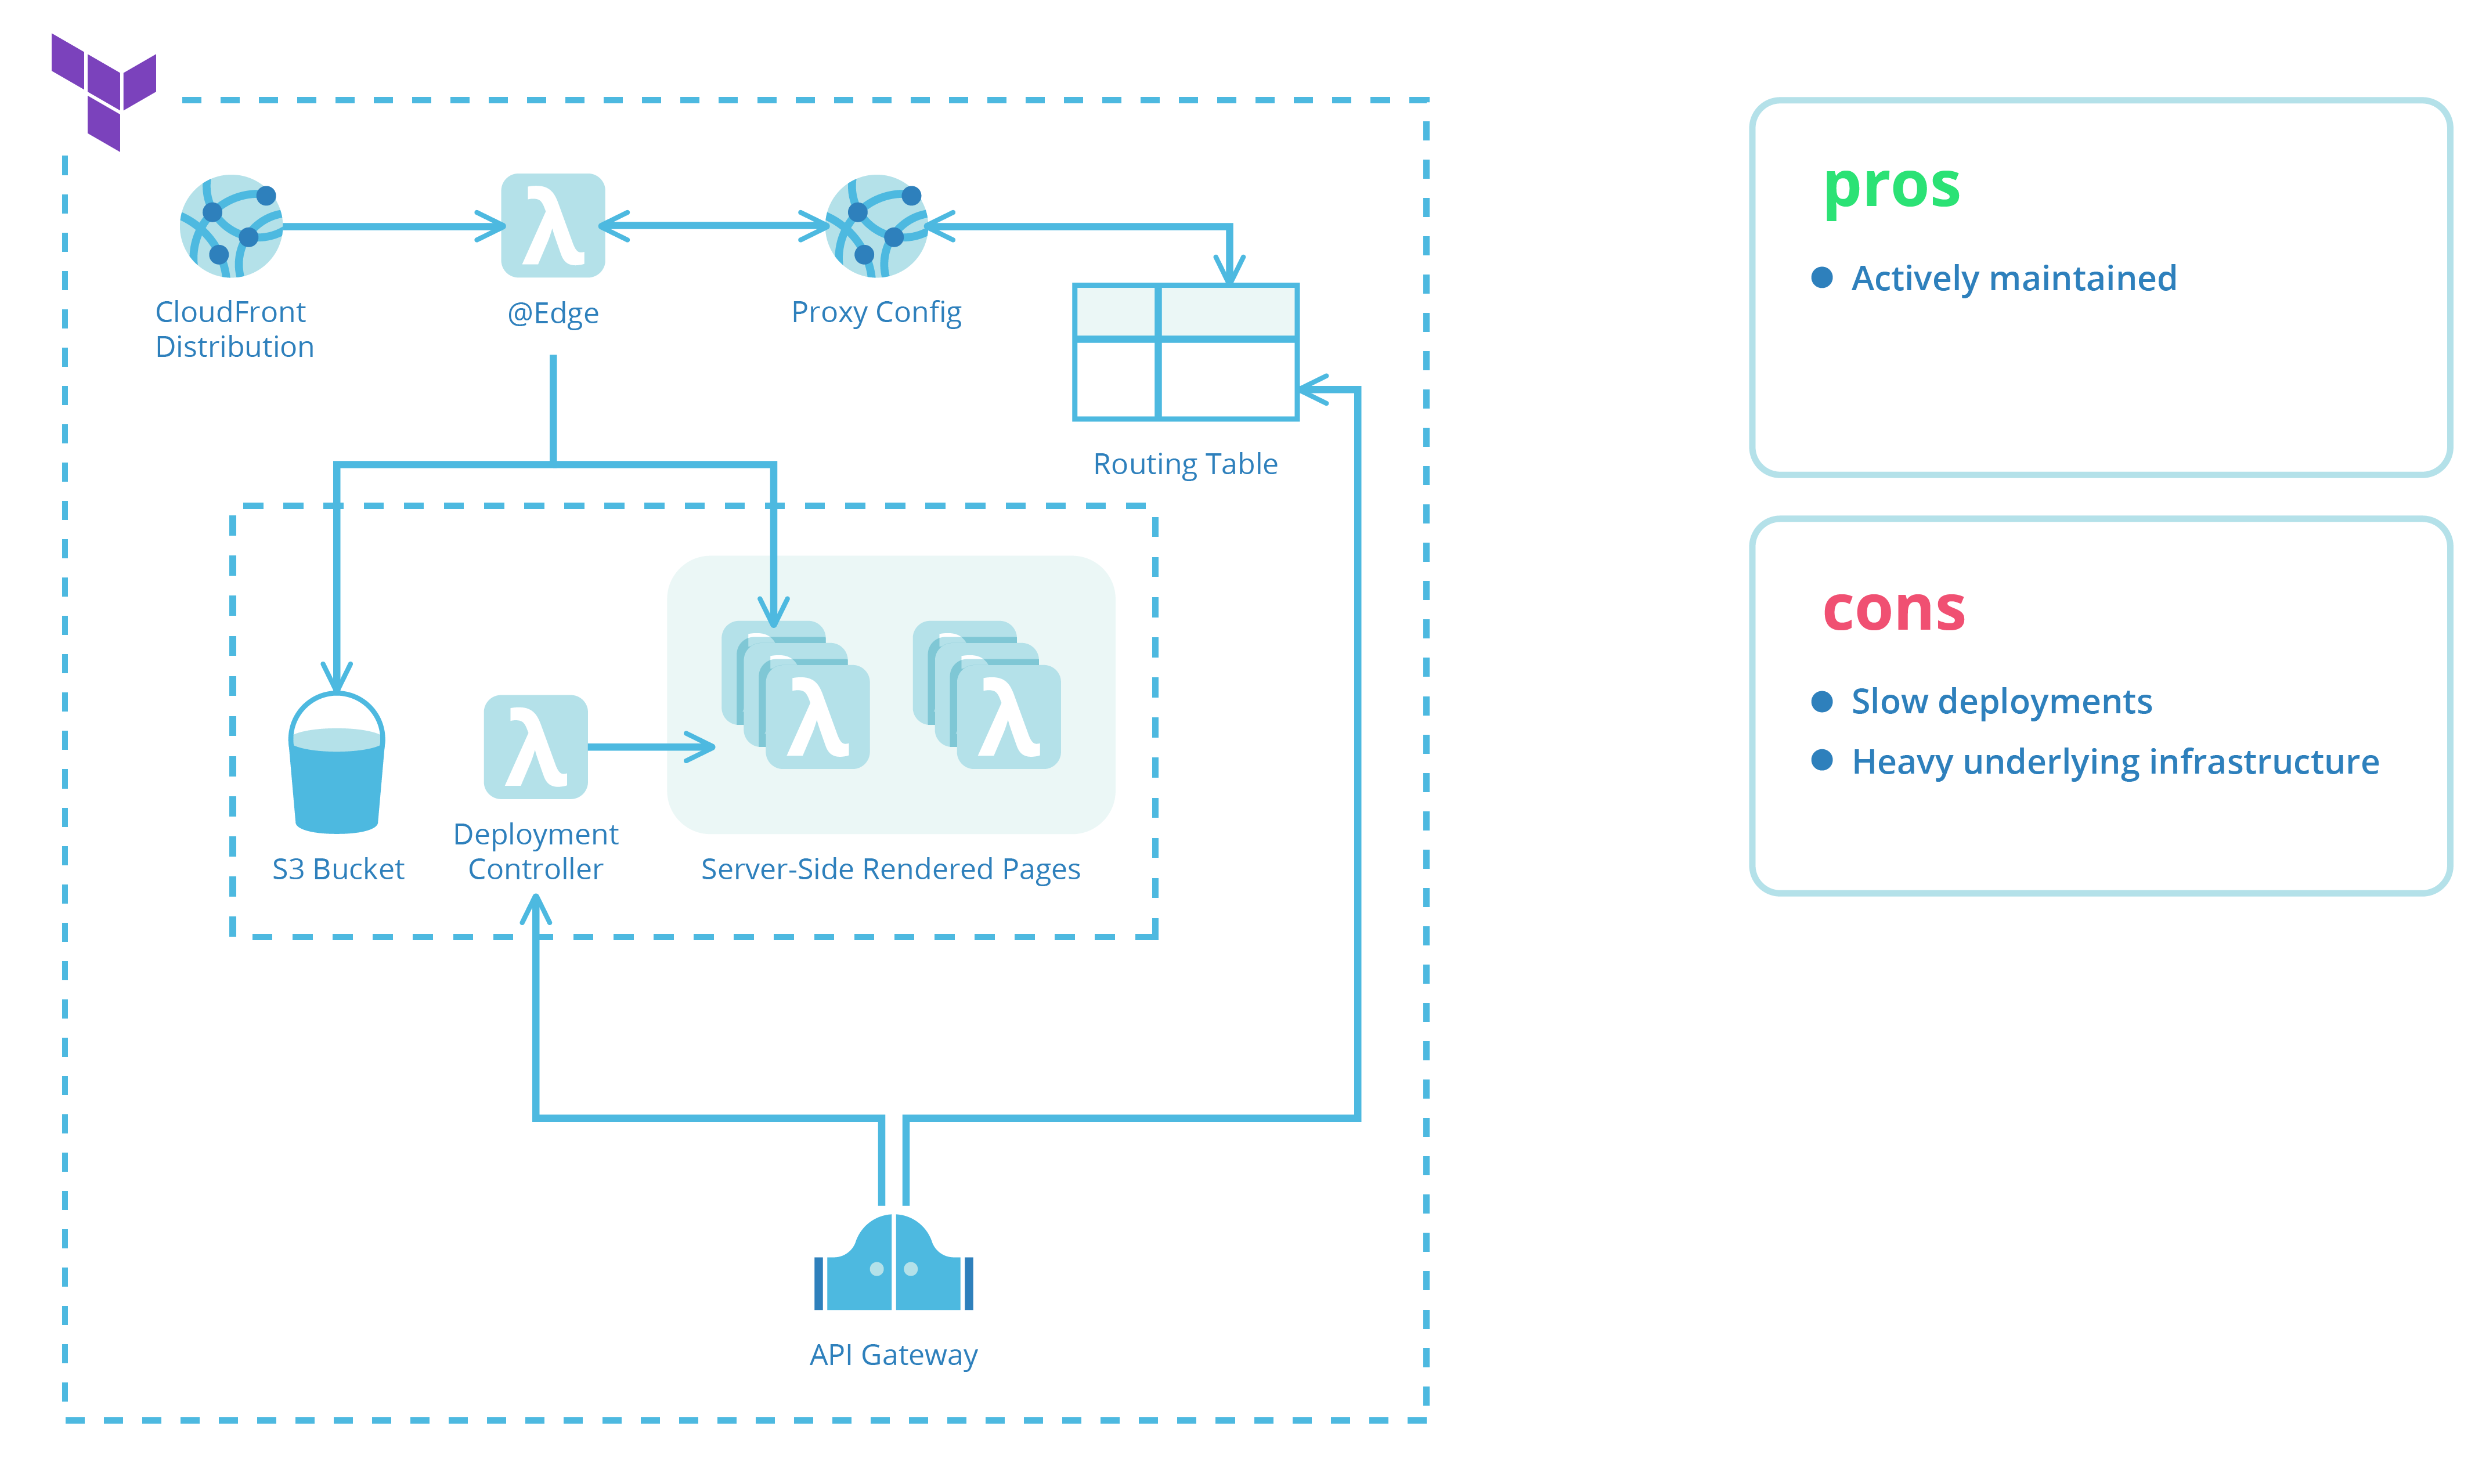 CloudFront
Distribution
@Edge
Proxy Config
Routing Table
S3 Bucket
Deployment
Controller
Server-Side Rendered Pages
API Gateway
pros
Actively maintained
cons
Slow deployments
Heavy underlying infrastructure
λ
λ
λ
λ